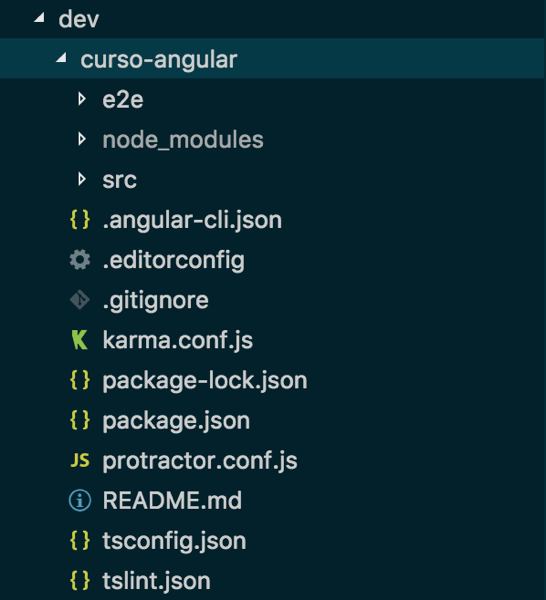 dev
curso-angular
e2e
node_modules
src
{} .angular-cli.json
.editorconfig
.gitignore
K karma.conf.js
{} package-lock.json
{} package.json
JS protractor.conf.js
i README.md
{} tsconfig.json
{} tslint.json